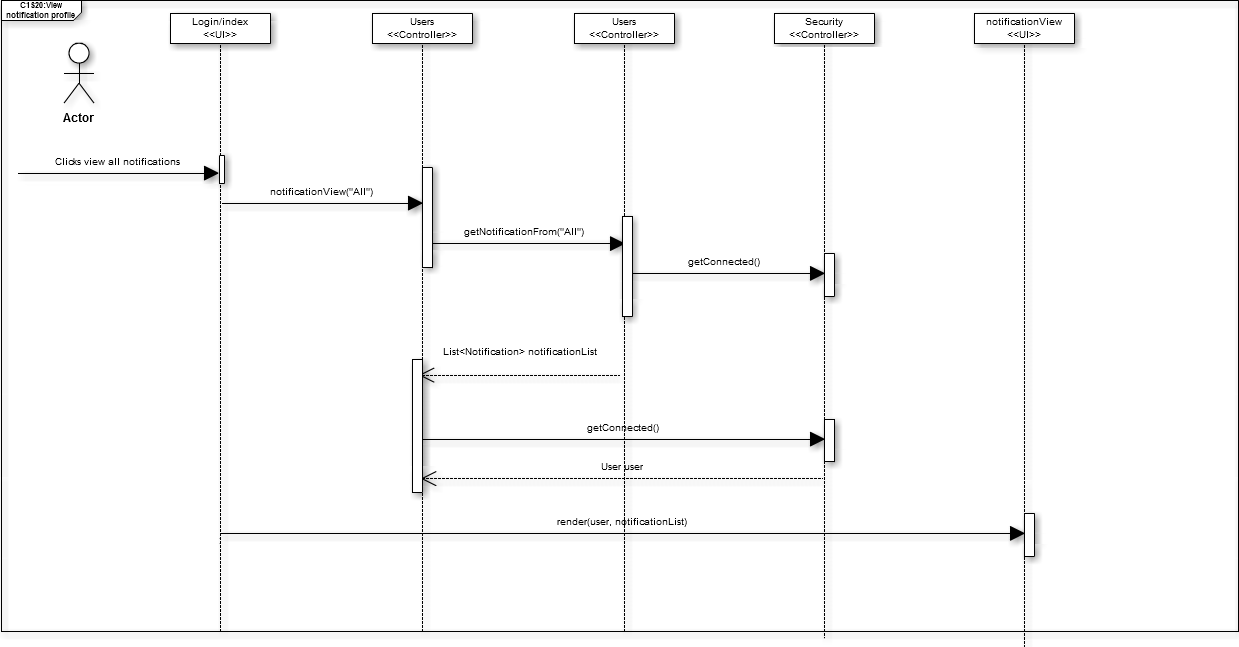 C1S20:View
notification profile
Login/index
<<UI>>
Users
<<Controller>>
Users
<<Controller>>
Security
<<Controller>>
notificationView
<<UI>>
Actor
Clicks view all notifications
notificationView("All")
getNotificationFrom("All")
getConnected()
List<Notification> notificationList
getConnected()
User user
render(user, notificationList)